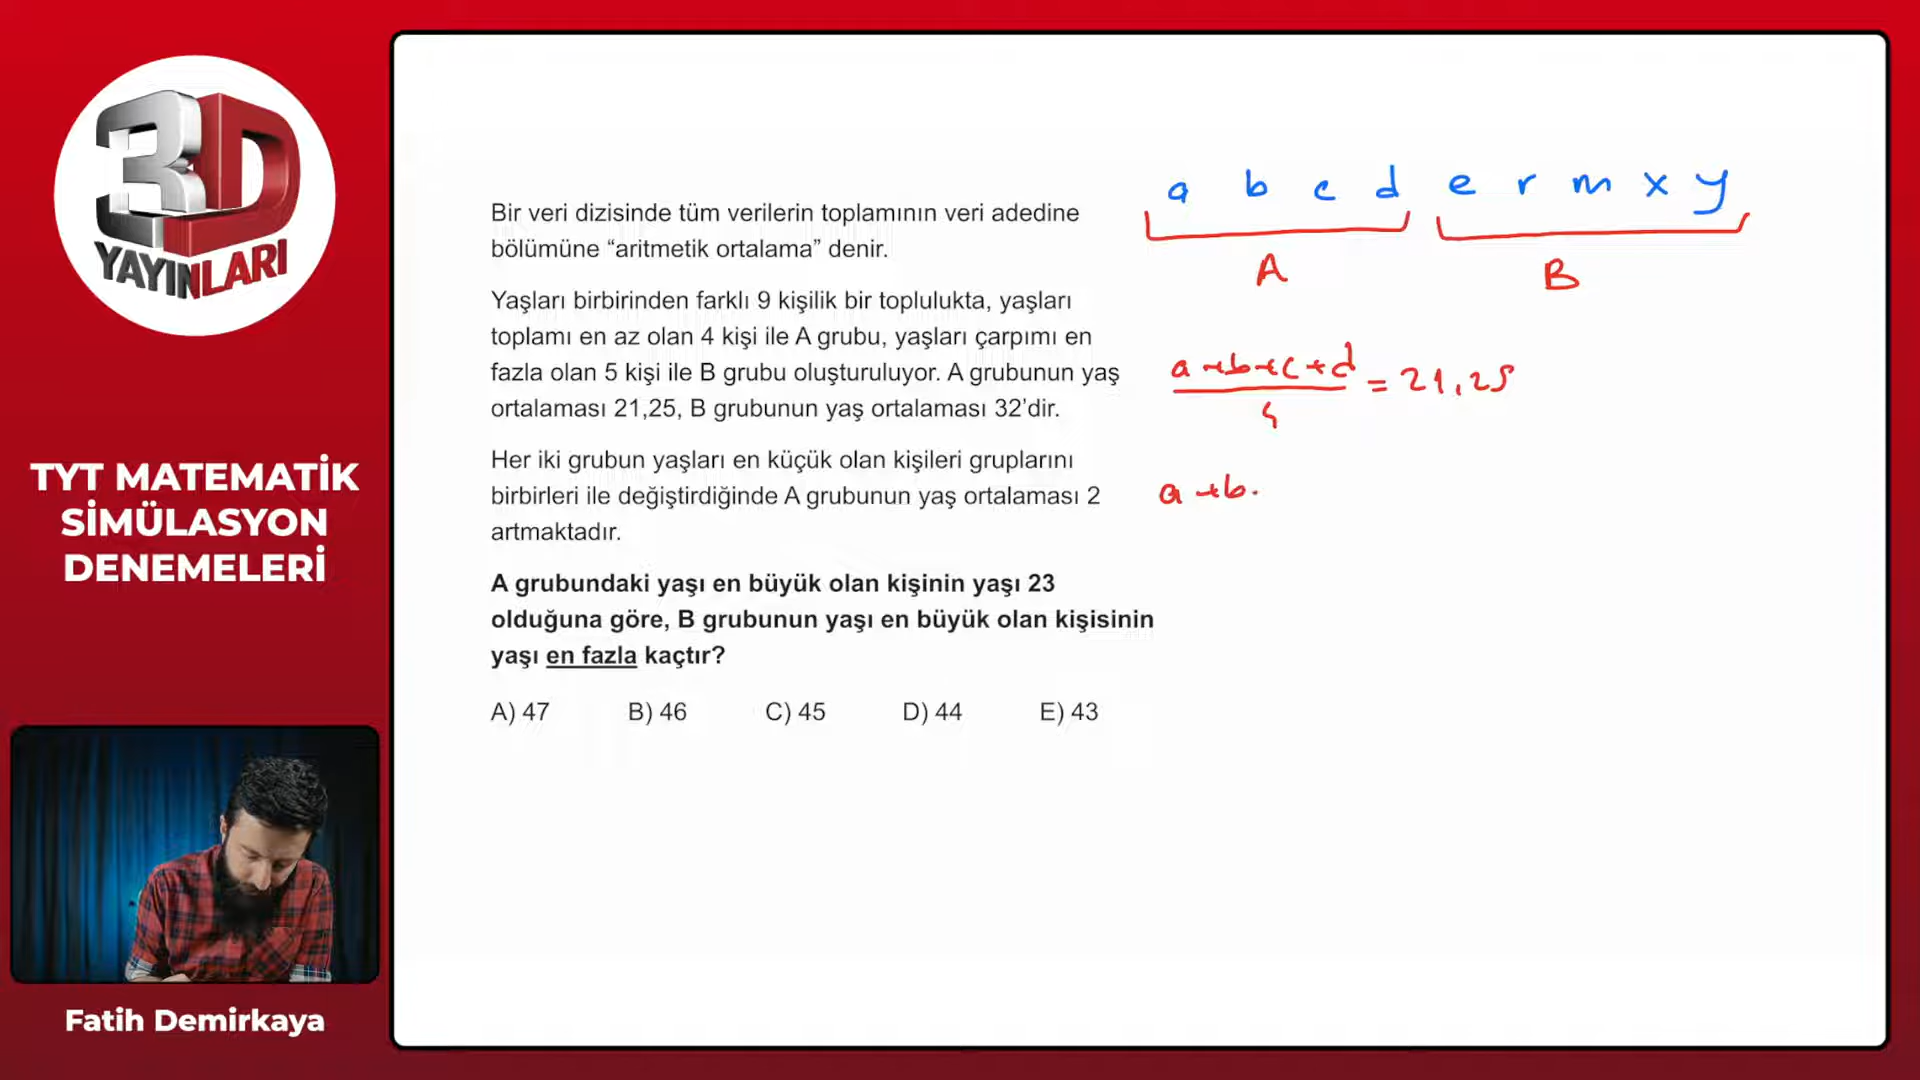 3D
YAYINLARI
TYT MATEMATİK
SİMÜLASYON
DENEMELERİ
Fatih Demirkaya
Bir veri dizisinde tüm verilerin toplamının veri adedine
bölümüne “aritmetik ortalama” denir.
Yaşları birbirinden farklı 9 kişilik bir toplulukta, yaşları
toplamı en az olan 4 kişi ile A grubu, yaşları çarpımı en
fazla olan 5 kişi ile B grubu oluşturuluyor. A grubunun yaş
ortalaması 21,25, B grubunun yaş ortalaması 32’dir.
Her iki grubun yaşları en küçük olan kişileri gruplarını
birbirleri ile değiştirdiğinde A grubunun yaş ortalaması 2
artmaktadır.
A grubundaki yaşı en büyük olan kişinin yaşı 23
olduğuna göre, B grubunun yaşı en büyük olan kişisinin
yaşı en fazla kaçtır?
A) 47 B) 46 C) 45 D) 44 E) 43
a b c d e r m x y
A B
a+b+c+d
= 21,25
4
a+b.